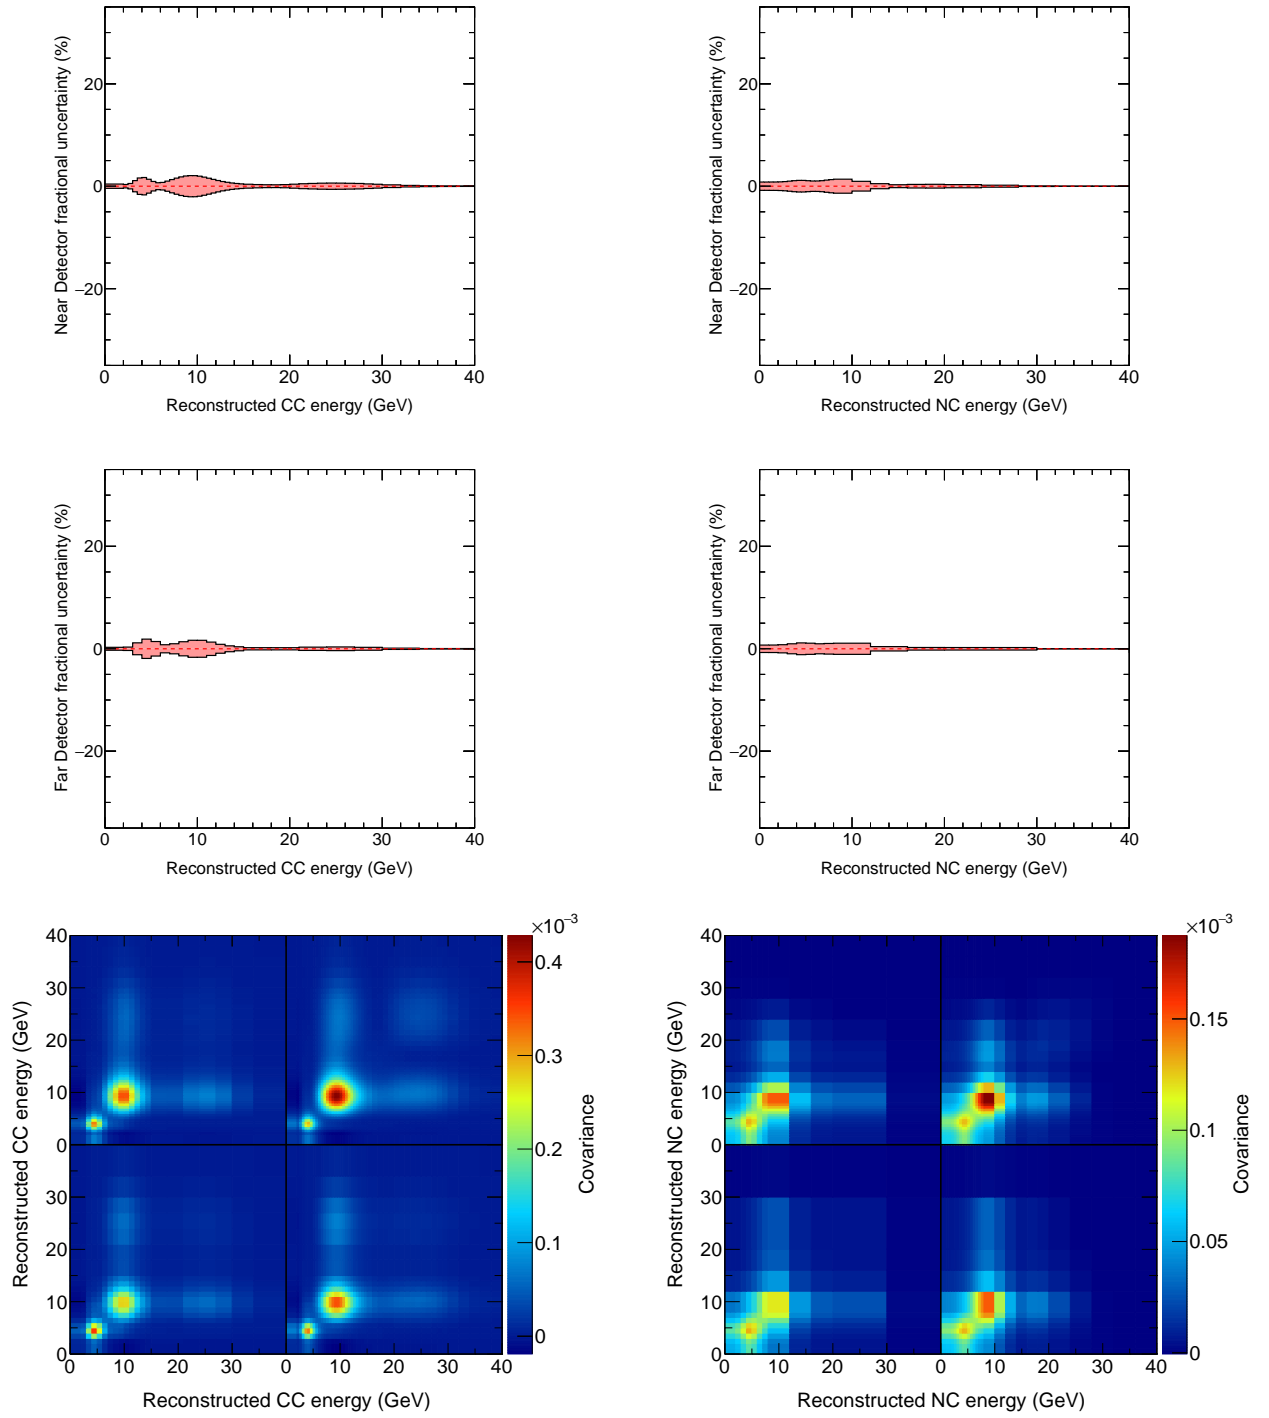 Near Detector fractional uncertainty (%)
20
0
−20
0 10 20 30 40
Reconstructed CC energy (GeV)
Near Detector fractional uncertainty (%)
20
0
−20
0 10 20 30 40
Reconstructed NC energy (GeV)
Far Detector fractional uncertainty (%)
20
0
−20
0 10 20 30 40
Reconstructed CC energy (GeV)
Far Detector fractional uncertainty (%)
20
0
−20
0 10 20 30 40
Reconstructed NC energy (GeV)
×10−3
Reconstructed CC energy (GeV)
40
30
20
10
0
30
20
10
0
0 10 20 30 0 10 20 30 40
Reconstructed CC energy (GeV)
0.4
0.3
0.2
0.1
0
Covariance
×10−3
Reconstructed NC energy (GeV)
40
30
20
10
0
30
20
10
0
0 10 20 30 0 10 20 30 40
Reconstructed NC energy (GeV)
0.15
0.1
0.05
0
Covariance